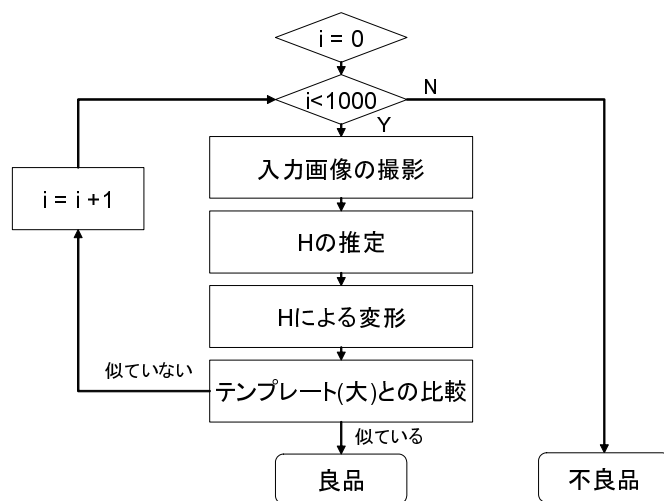 i = 0
i<1000
N
Y
入力画像の撮影
i = i +1
Hの推定
Hによる変形
似ていない
テンプレート(大)との比較
似ている
良品
不良品